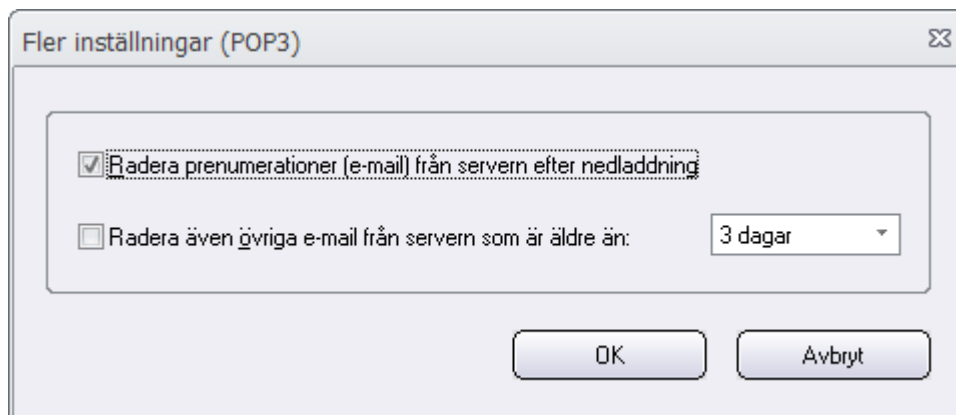 Fler inställningar (POP3)
Radera prenumerationer (e-mail) från servern efter nedladdning
Radera även övriga e-mail från servern som är äldre än:
3 dagar
OK
Avbryt